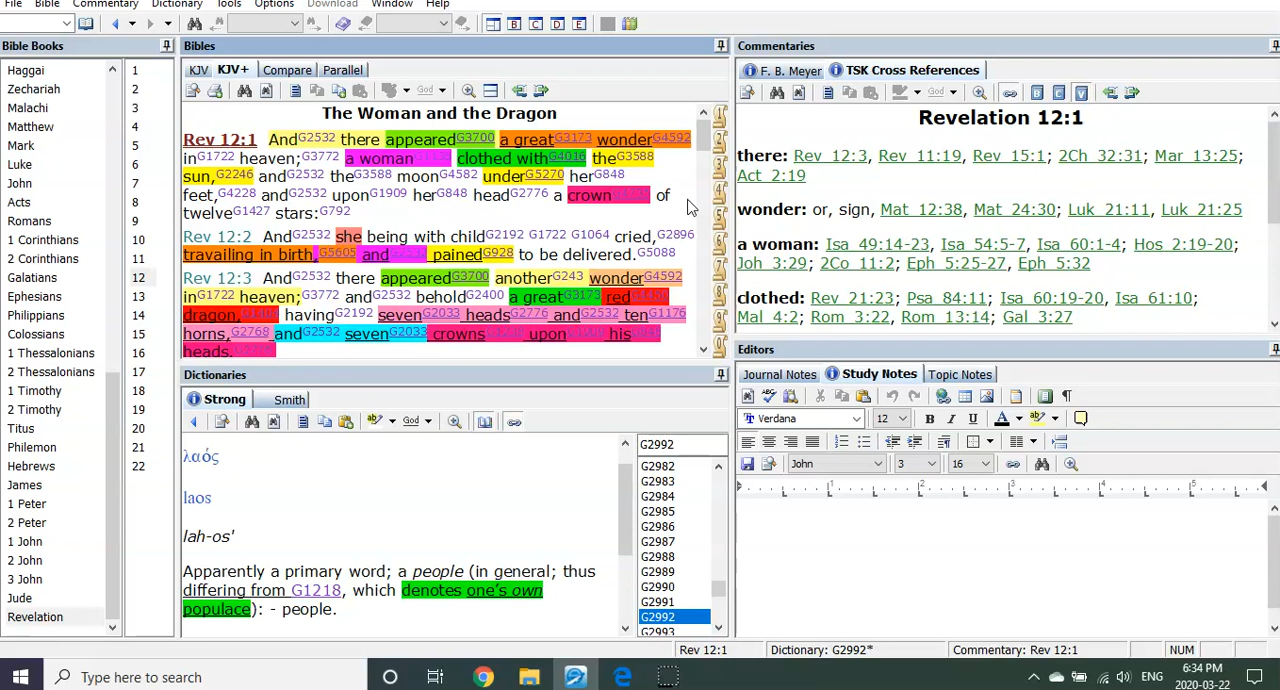 File Bible Commentary Dictionary Tools Options Download Window Help
Bible Books
Haggai
Zechariah
Malachi
Matthew
Mark
Luke
John
Acts
Romans
1 Corinthians
2 Corinthians
Galatians
Ephesians
Philippians
Colossians
1 Thessalonians
2 Thessalonians
1 Timothy
2 Timothy
Titus
Philemon
Hebrews
James
1 Peter
2 Peter
1 John
2 John
3 John
Jude
Revelation
1
2
3
4
5
6
7
8
9
10
11
12
13
14
15
16
17
18
19
20
21
22
B C D E
Bibles
KJV KJV+ Compare Parallel
God
The Woman and the Dragon
Rev 12:1 And G2532 there appeared G3700 a great G3173 wonder G4592
in G1722 heaven; G3772 a woman clothed with G4016 the G3588
sun, G2246 and G2532 the G3588 moon G4582 under G5270 her G848
feet, G4228 and G2532 upon G1909 her G848 head G2776 a crown of
twelve G1427 stars: G792
Rev 12:2 And G2532 she being with child G2192 G1722 G1064 cried, G2896
travailing in birth, G5605 and G2532 pained G928 to be delivered. G5088
Rev 12:3 And G2532 there appeared G3700 another G243 wonder G4592
in G1722 heaven; G3772 and G2532 behold G2400 a great G3173 red
dragon, having G2192 seven G2033 heads G2776 and G2532 ten G1176
horns, G2768 and G2532 seven G2033 crowns upon his
heads.
Dictionaries
Strong Smith
God
λαός
laos
lah-os'
Apparently a primary word; a people (in general; thus
differing from G1218, which denotes one's own
populace): - people.
G2992
G2982
G2983
G2984
G2985
G2986
G2987
G2988
G2989
G2990
G2991
G2992
G2993
Commentaries
F. B. Meyer TSK Cross References
God B C V
Revelation 12:1
there: Rev 12:3, Rev 11:19, Rev 15:1; 2Ch 32:31; Mar 13:25;
Act 2:19
wonder: or, sign, Mat 12:38, Mat 24:30; Luk 21:11, Luk 21:25
a woman: Isa 49:14-23, Isa 54:5-7, Isa 60:1-4; Hos 2:19-20;
Joh 3:29; 2Co 11:2; Eph 5:25-27, Eph 5:32
clothed: Rev 21:23; Psa 84:11; Isa 60:19-20, Isa 61:10;
Mal 4:2; Rom 3:22, Rom 13:14; Gal 3:27
Editors
Journal Notes Study Notes Topic Notes
Verdana 12 B I U A
John 3 16
1 2 3 4 5
Rev 12:1 Dictionary: G2992* Commentary: Rev 12:1 NUM
Type here to search
ENG
6:34 PM
2020-03-22